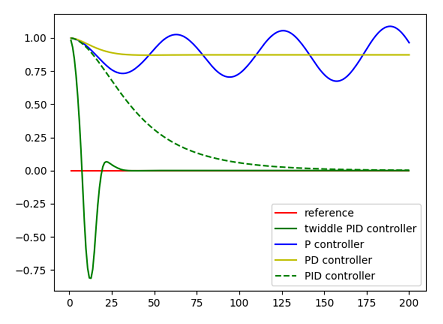 1.00
0.75
0.50
0.25
0.00
−0.25
−0.50
−0.75
reference
twiddle PID controller
P controller
PD controller
PID controller
0 25 50 75 100 125 150 175 200